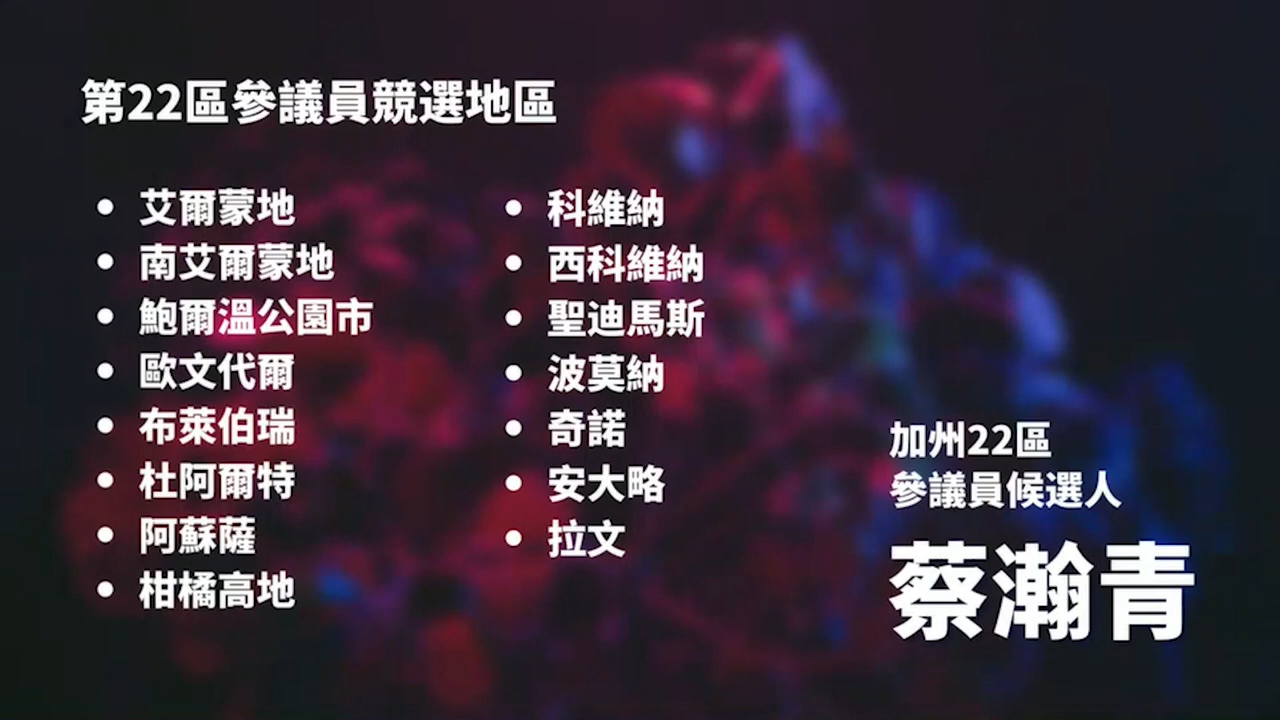 第22區參議員競選地區
艾爾蒙地
南艾爾蒙地
鮑爾溫公園市
歐文代爾
布萊伯瑞
杜阿爾特
阿蘇薩
柑橘高地
科維納
西科維納
聖迪馬斯
波莫納
奇諾
安大略
拉文
加州22區
參議員候選人
蔡瀚青